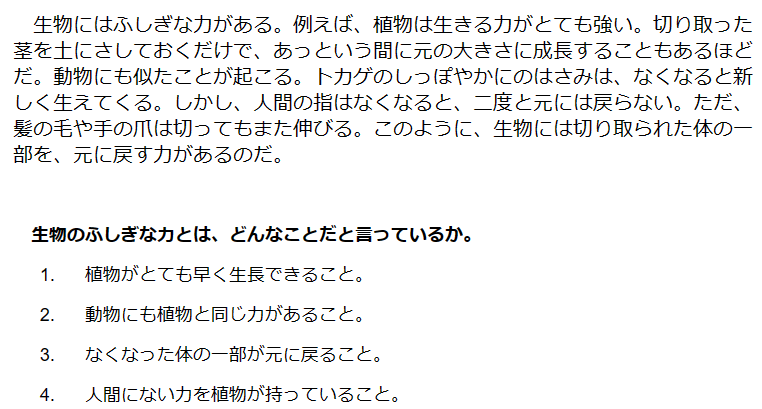 生物にはふしぎな力がある。例えば、植物は生きる力がとても強い。切り取った
茎を土にさしておくだけで、あっという間に元の大きさに成長することもあるほど
だ。動物にも似たことが起こる。トカゲのしっぽやかにのはさみは、なくなると新
しく生えてくる。しかし、人間の指はなくなると、二度と元には戻らない。ただ、
髪の毛や手の爪は切ってもまた伸びる。このように、生物には切り取られた体の一
部を、元に戻す力があるのだ。
生物のふしぎな力とは、どんなことだと言っているか。
1. 植物がとても早く生長できること。
2. 動物にも植物と同じ力があること。
3. なくなった体の一部が元に戻ること。
4. 人間にない力を植物が持っていること。